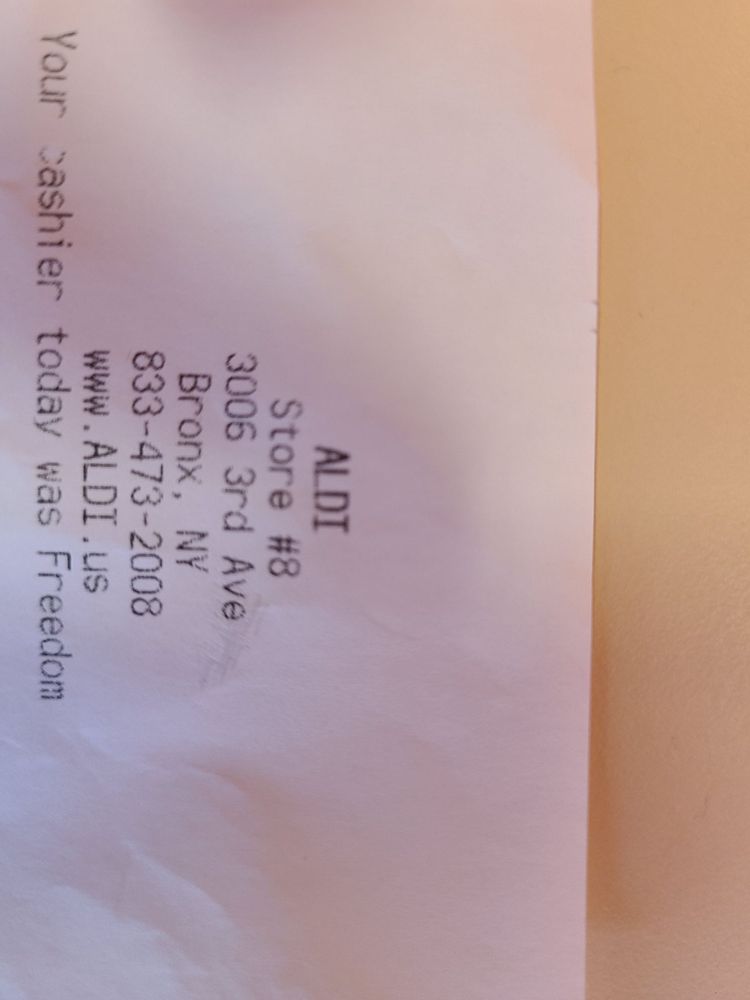 ALDI
Store #8
3006 3rd Ave
Bronx, NY
833-473-2008
www.ALDI.us
Your cashier today was Freedom